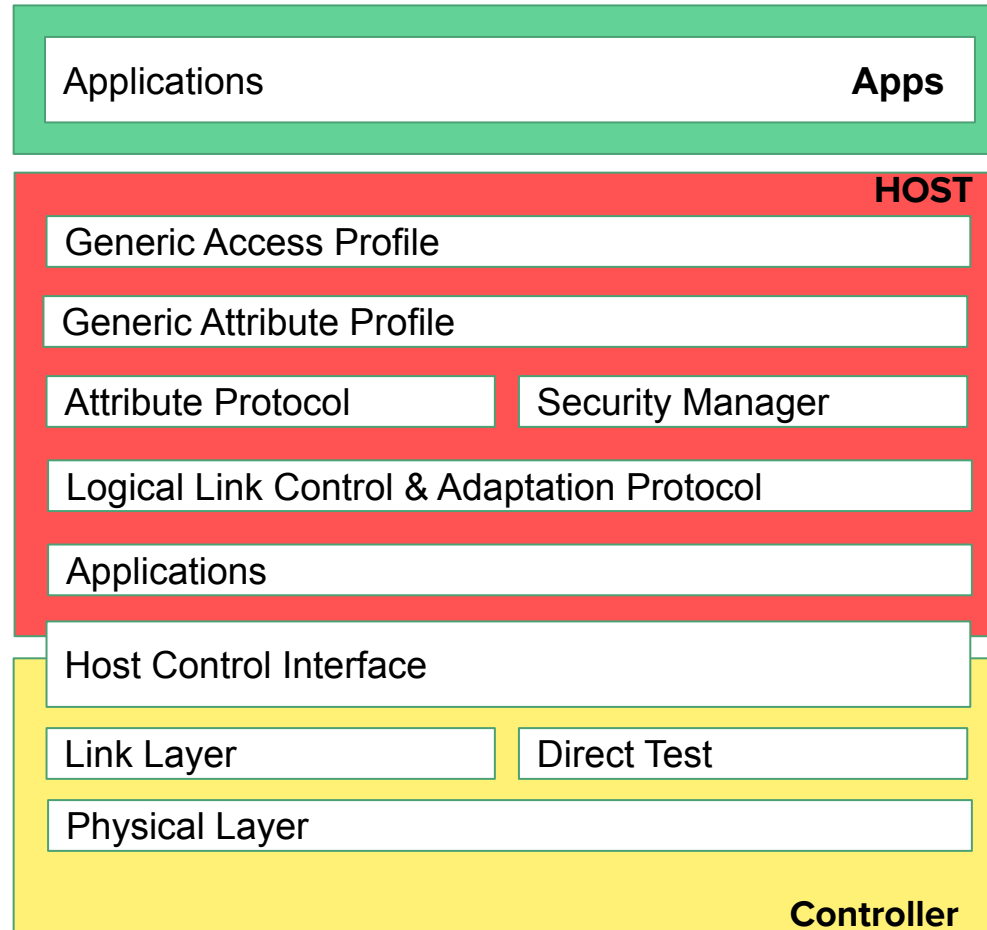 Applications Apps
HOST
Generic Access Profile
Generic Attribute Profile
Attribute Protocol Security Manager
Logical Link Control & Adaptation Protocol
Applications
Host Control Interface
Link Layer Direct Test
Physical Layer
Controller